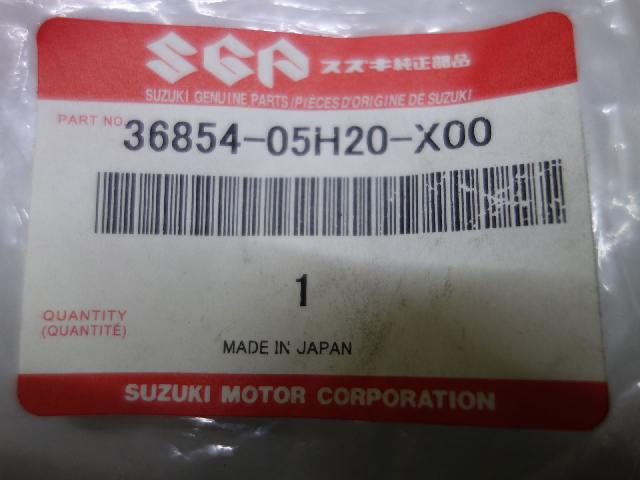 SGP スズキ純正部品
SUZUKI GENUINE PARTS/PIÈCES D'ORIGINE DE SUZUKI
PART NO. 36854-05H20-X00
1
QUANTITY
(QUANTITÉ)
MADE IN JAPAN
SUZUKI MOTOR CORPORATION